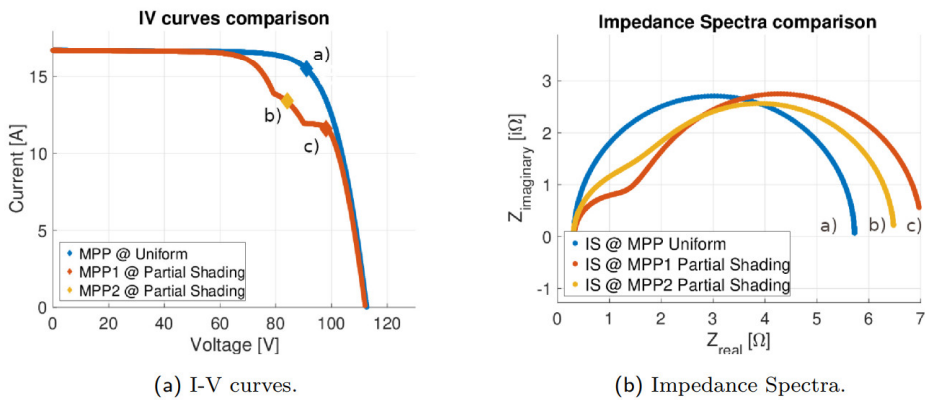 IV curves comparison
Current [A]
15
10
5
0
0 20 40 60 80 100 120
Voltage [V]
a)
b)
c)
MPP @ Uniform
MPP1 @ Partial Shading
MPP2 @ Partial Shading
(a) I-V curves.
Impedance Spectra comparison
Z_imaginary [iΩ]
3
2
1
0
-1
0 1 2 3 4 5 6 7
Z_real [Ω]
a) b) c)
IS @ MPP Uniform
IS @ MPP1 Partial Shading
IS @ MPP2 Partial Shading
(b) Impedance Spectra.